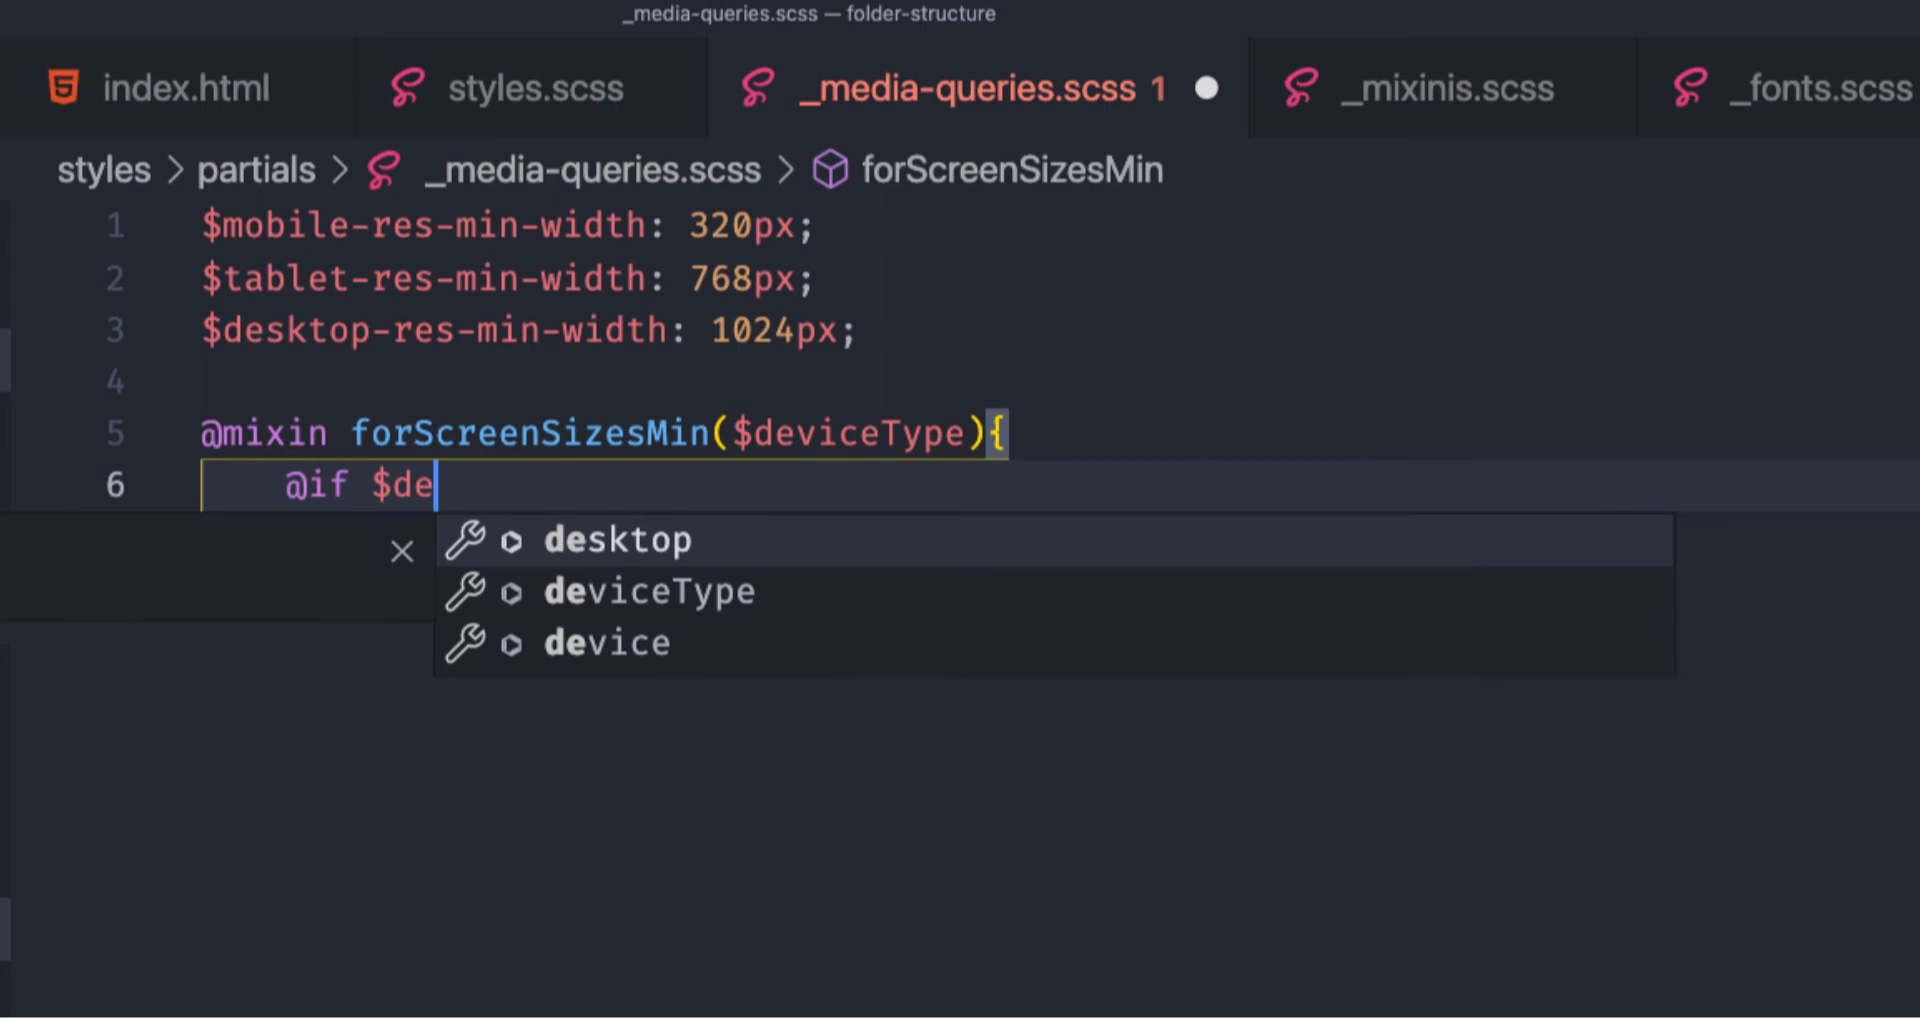 _media-queries.scss — folder-structure
index.html styles.scss _media-queries.scss 1 _mixinis.scss _fonts.scss
styles > partials > _media-queries.scss > forScreenSizesMin
1 $mobile-res-min-width: 320px;
2 $tablet-res-min-width: 768px;
3 $desktop-res-min-width: 1024px;
4
5 @mixin forScreenSizesMin($deviceType){
6 @if $de
desktop
deviceType
device